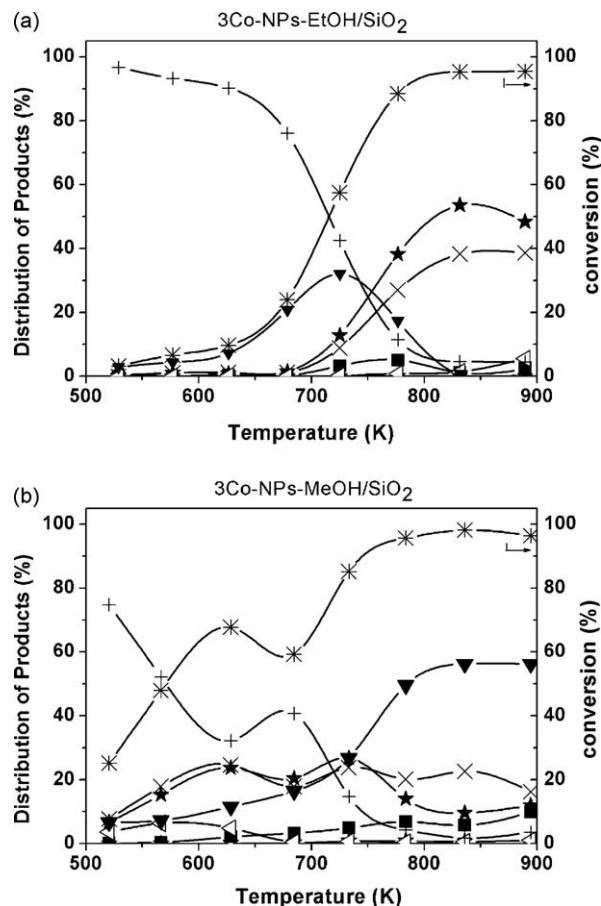 (a)
3Co-NPs-EtOH/SiO2
Distribution of Products (%)
100
80
60
40
20
0
100
80
60
40
20
0
conversion (%)
500 600 700 800 900
Temperature (K)
(b)
3Co-NPs-MeOH/SiO2
Distribution of Products (%)
100
80
60
40
20
0
100
80
60
40
20
0
conversion (%)
500 600 700 800 900
Temperature (K)